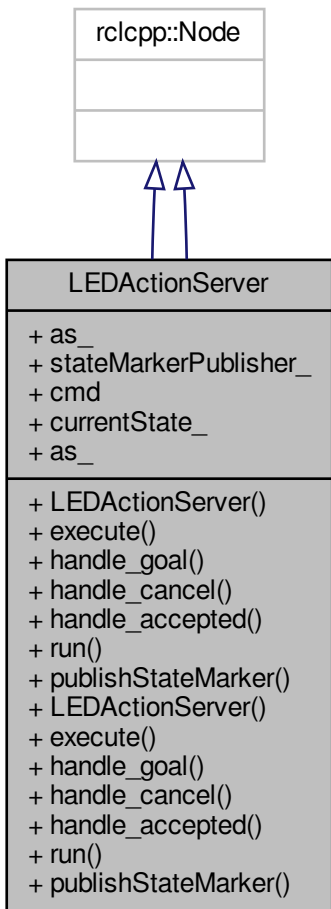 rclcpp::Node
LEDActionServer
+ as_
+ stateMarkerPublisher_
+ cmd
+ currentState_
+ as_
+ LEDActionServer()
+ execute()
+ handle_goal()
+ handle_cancel()
+ handle_accepted()
+ run()
+ publishStateMarker()
+ LEDActionServer()
+ execute()
+ handle_goal()
+ handle_cancel()
+ handle_accepted()
+ run()
+ publishStateMarker()